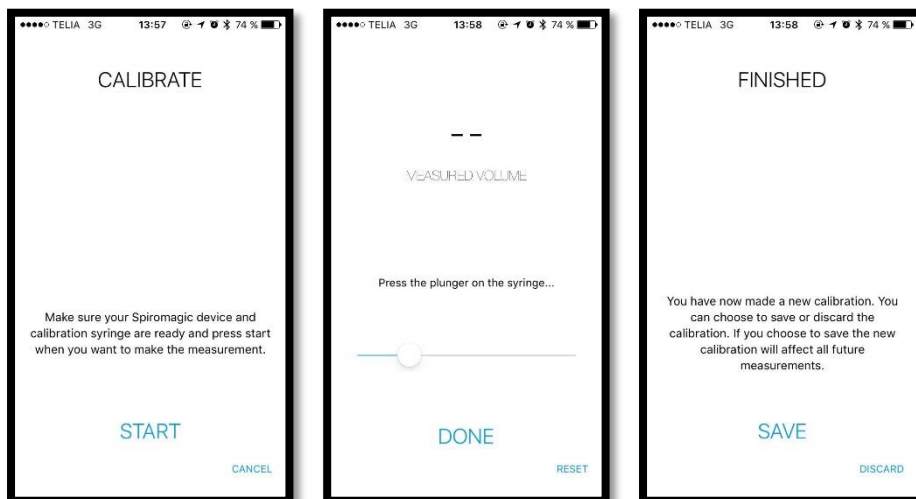 TELIA 3G 13:57 74 %
CALIBRATE
Make sure your Spiromagic device and
calibration syringe are ready and press start
when you want to make the measurement.
START
CANCEL
TELIA 3G 13:58 74 %
--
MEASURED VOLUME
Press the plunger on the syringe...
DONE
RESET
TELIA 3G 13:58 74 %
FINISHED
You have now made a new calibration. You
can choose to save or discard the
calibration. If you choose to save the new
calibration will affect all future
measurements.
SAVE
DISCARD